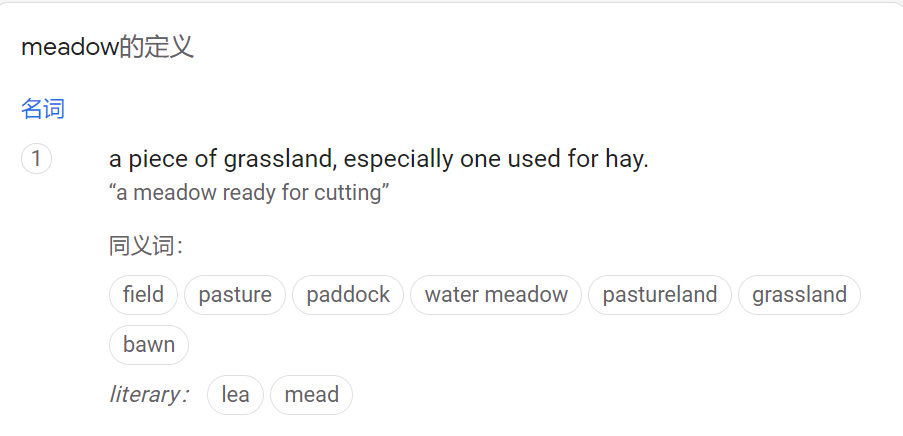 meadow的定义
名词
1 a piece of grassland, especially one used for hay.
“a meadow ready for cutting”
同义词：
field pasture paddock water meadow pastureland grassland
bawn
literary： lea mead